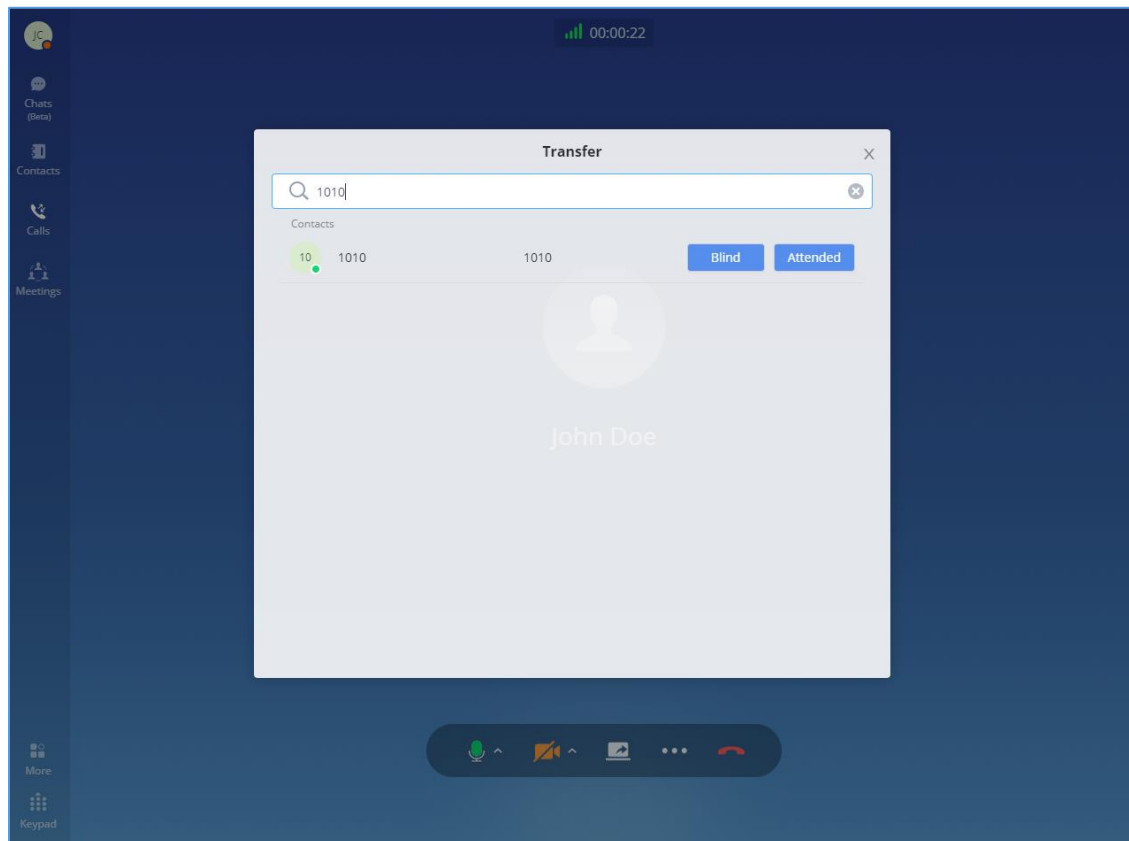 JC
00:00:22
Chats
(Beta)
Contacts
Calls
Meetings
Transfer
X
1010
Contacts
10 1010 1010 Blind Attended
John Doe
More
Keypad